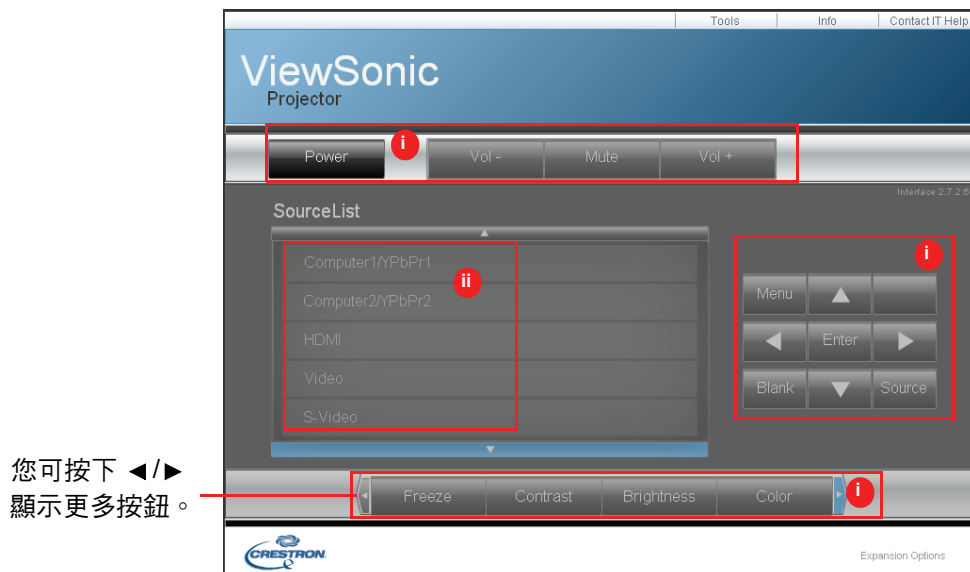 Tools Info Contact IT Help
ViewSonic
Projector
Power i Vol - Mute Vol +
Interface 2.7.2.6
SourceList
i
Computer1/YPbPr1
ii
Computer2/YPbPr2
Menu
HDMI
Enter
Video
Blank Source
S-Video
您可按下 ◄/►
顯示更多按鈕。
Freeze Contrast Brightness Color i
CRESTRON
Expansion Options